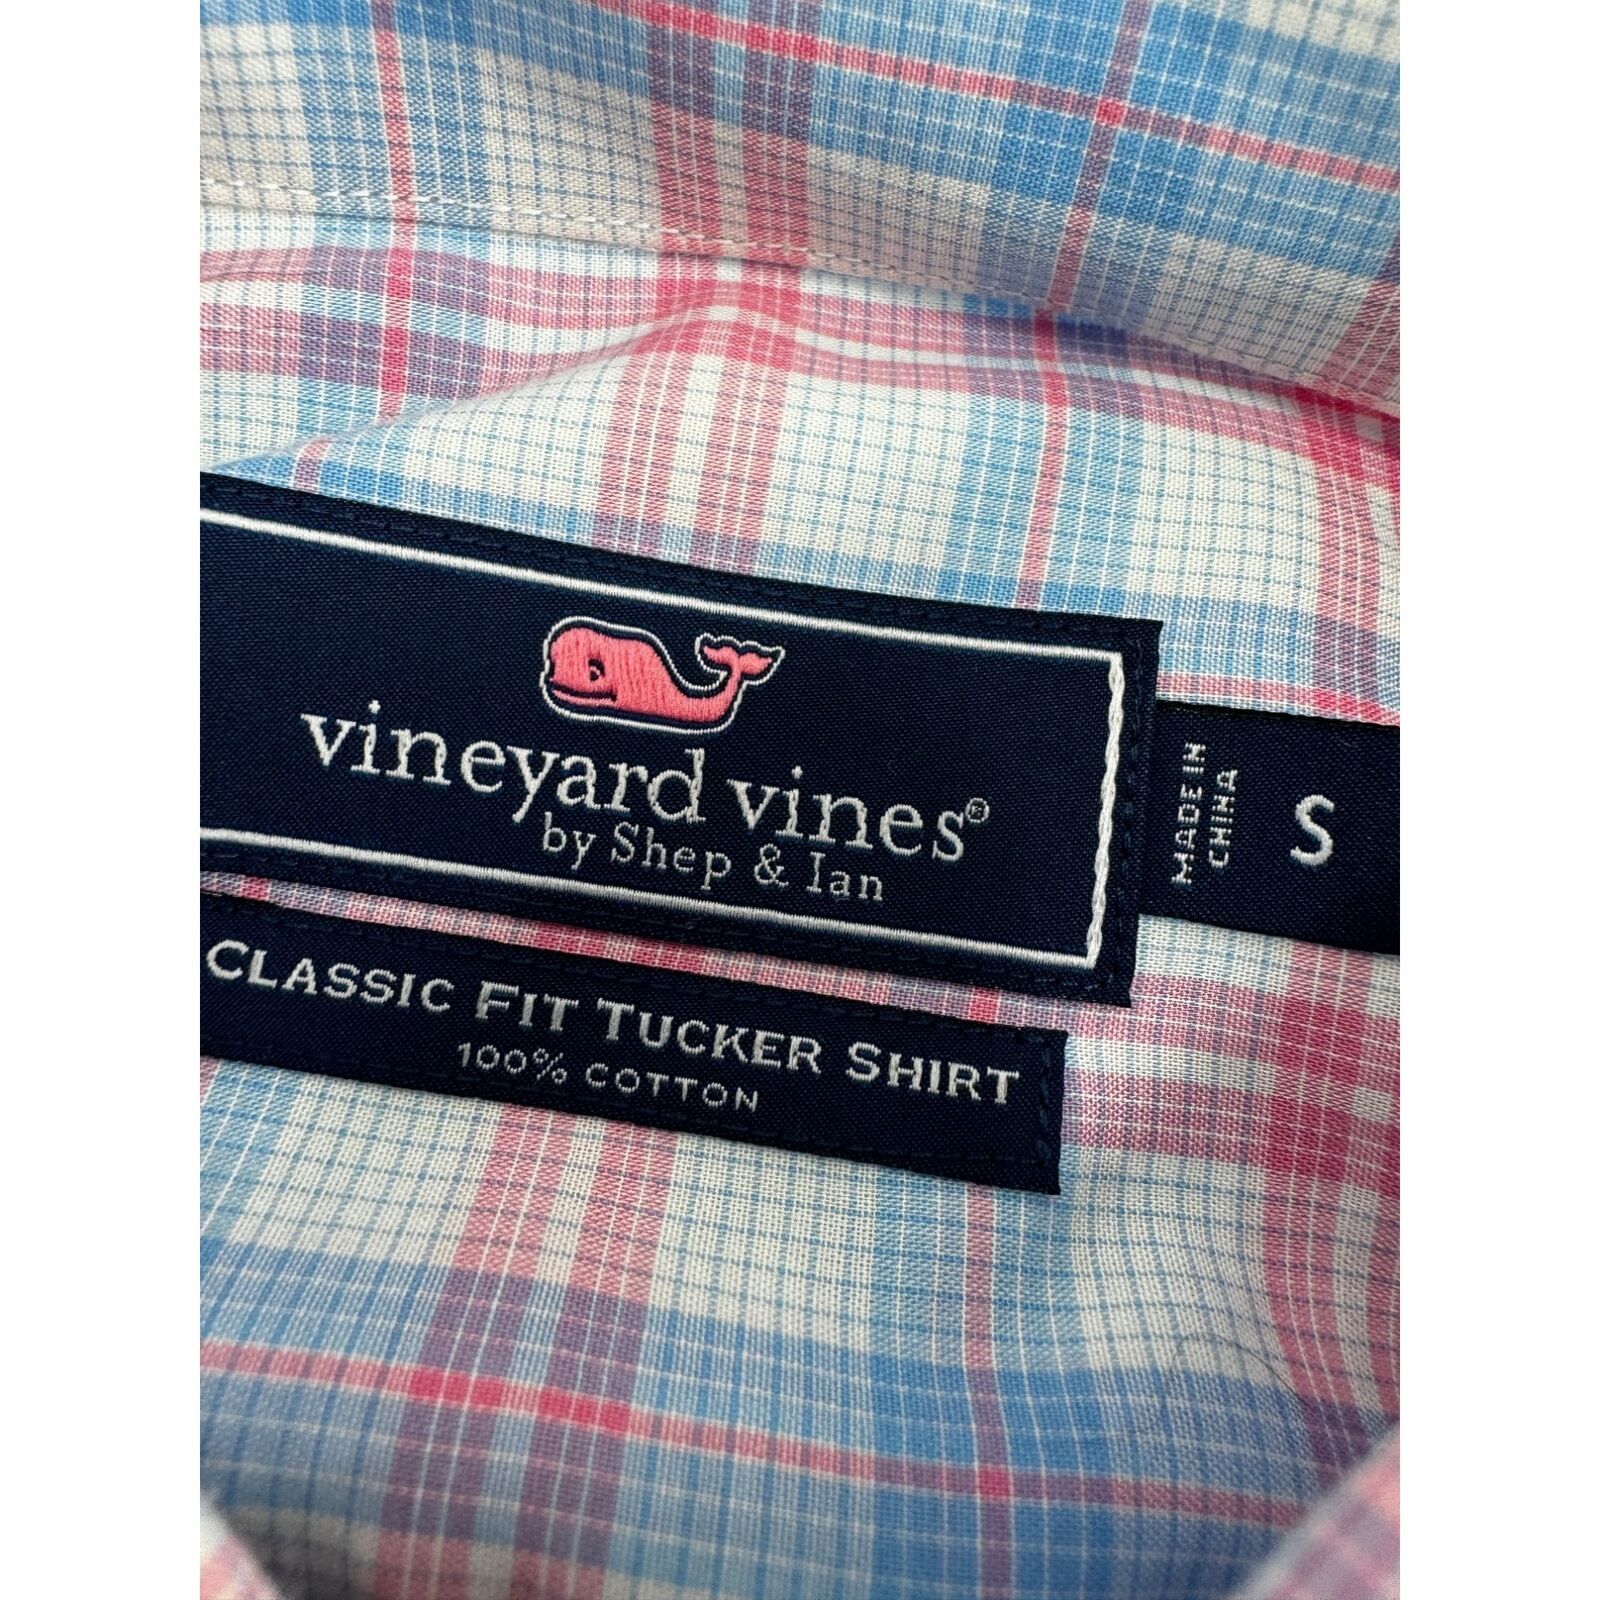 vineyard vines®
by Shep & Ian
MADE IN
CHINA
S
CLASSIC FIT TUCKER SHIRT
100% COTTON